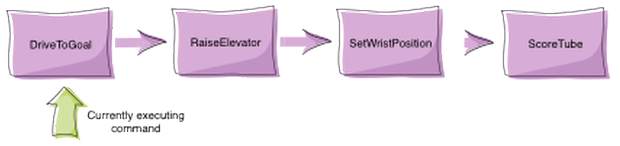 DriveToGoal
RaiseElevator
SetWristPosition
ScoreTube
Currently executing
command